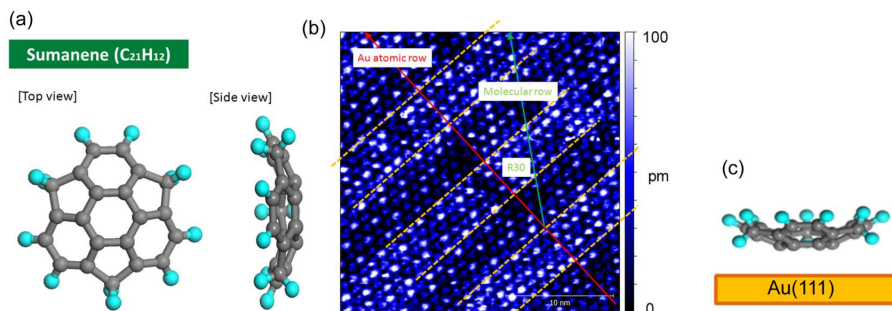 (a)
Sumanene (C₂₁H₁₂)
[Top view]
[Side view]
(b)
Au atomic row
Molecular row
R30
10 nm
100
pm
0
(c)
Au(111)